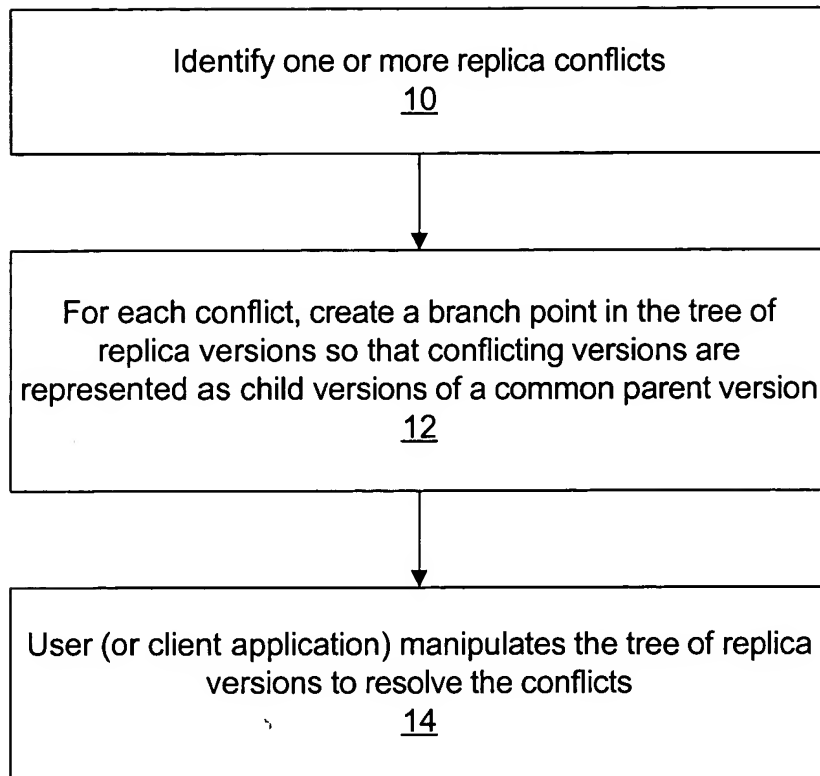 Identify one or more replica conflicts
10
For each conflict, create a branch point in the tree of
replica versions so that conflicting versions are
represented as child versions of a common parent version
12
User (or client application) manipulates the tree of replica
versions to resolve the conflicts
14